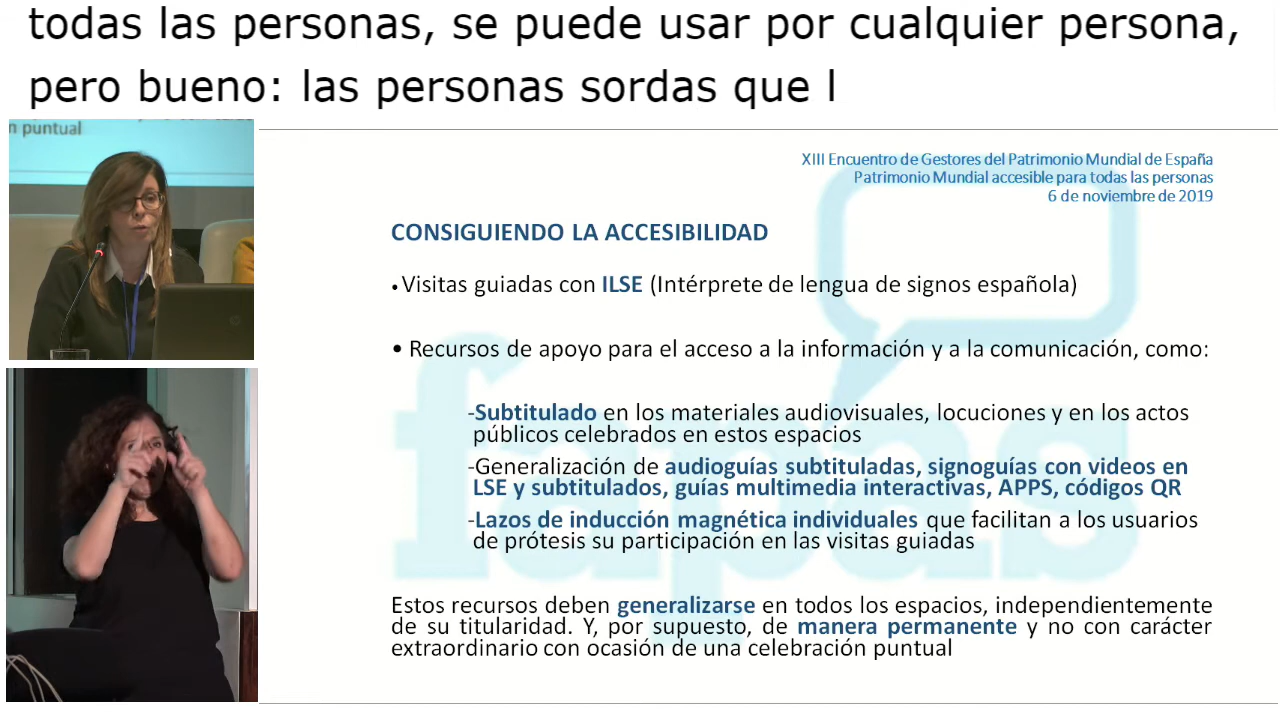 todas las personas, se puede usar por cualquier persona,
pero bueno: las personas sordas que l
n puntual
XIII Encuentro de Gestores del Patrimonio Mundial de España
Patrimonio Mundial accesible para todas las personas
6 de noviembre de 2019
CONSIGUIENDO LA ACCESIBILIDAD
• Visitas guiadas con ILSE (Intérprete de lengua de signos española)
• Recursos de apoyo para el acceso a la información y a la comunicación, como:
-Subtitulado en los materiales audiovisuales, locuciones y en los actos
públicos celebrados en estos espacios
-Generalización de audioguías subtituladas, signoguías con videos en
LSE y subtitulados, guías multimedia interactivas, APPS, códigos QR
-Lazos de inducción magnética individuales que facilitan a los usuarios
de prótesis su participación en las visitas guiadas
Estos recursos deben generalizarse en todos los espacios, independientemente
de su titularidad. Y, por supuesto, de manera permanente y no con carácter
extraordinario con ocasión de una celebración puntual
fapas